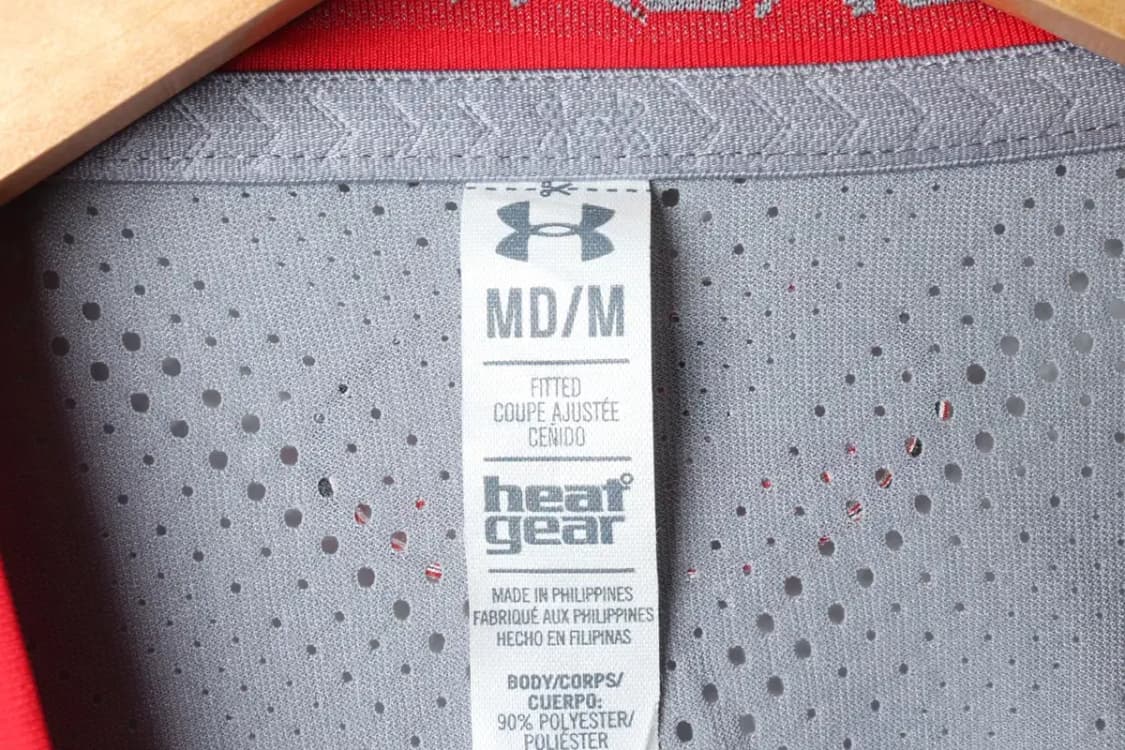 MD/M
FITTED
COUPE AJUSTÉE
CEÑIDO
heat
gear
MADE IN PHILIPPINES
FABRIQUÉ AUX PHILIPPINES
HECHO EN FILIPINAS
BODY/CORPS/
CUERPO:
90% POLYESTER/
POLIÉSTER